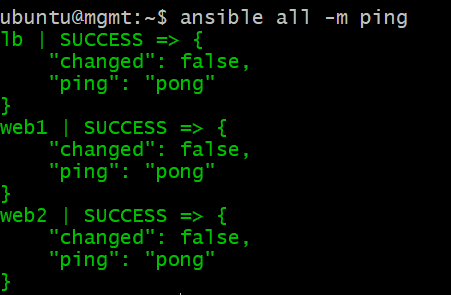 ubuntu@mgmt:~$ ansible all -m ping
lb | SUCCESS => {
    "changed": false,
    "ping": "pong"
}
web1 | SUCCESS => {
    "changed": false,
    "ping": "pong"
}
web2 | SUCCESS => {
    "changed": false,
    "ping": "pong"
}